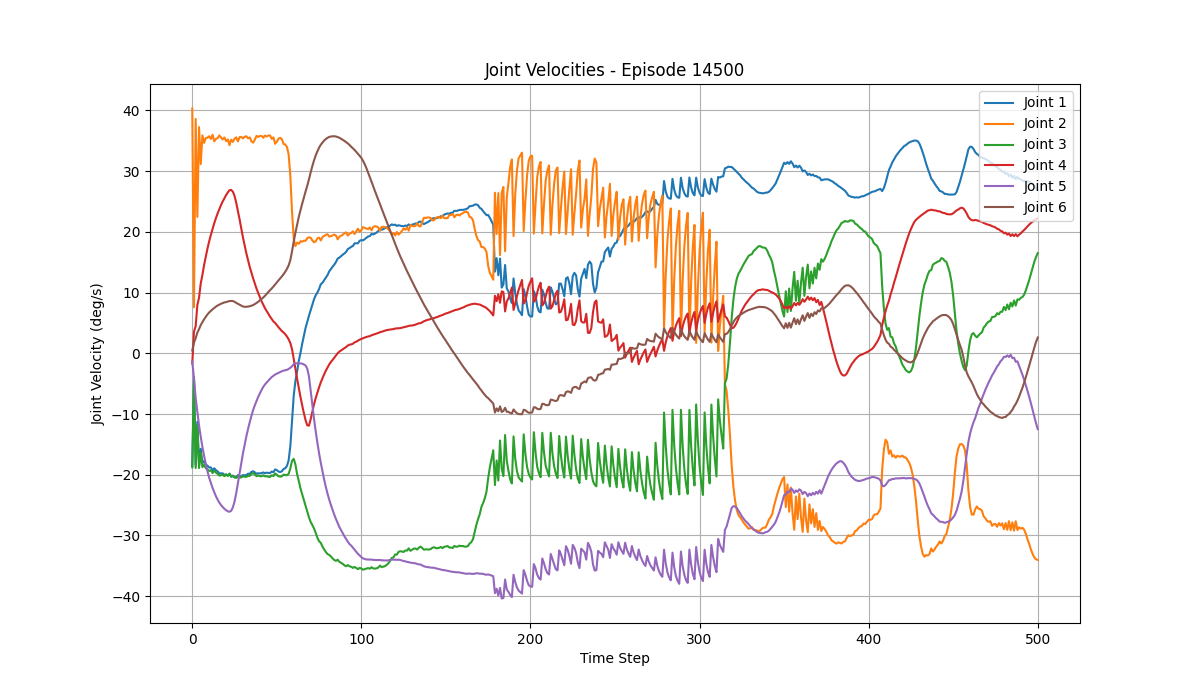 Joint Velocities - Episode 14500
Joint Velocity (deg/s)
40
30
20
10
0
−10
−20
−30
−40
Joint 1
Joint 2
Joint 3
Joint 4
Joint 5
Joint 6
0
100
200
300
400
500
Time Step